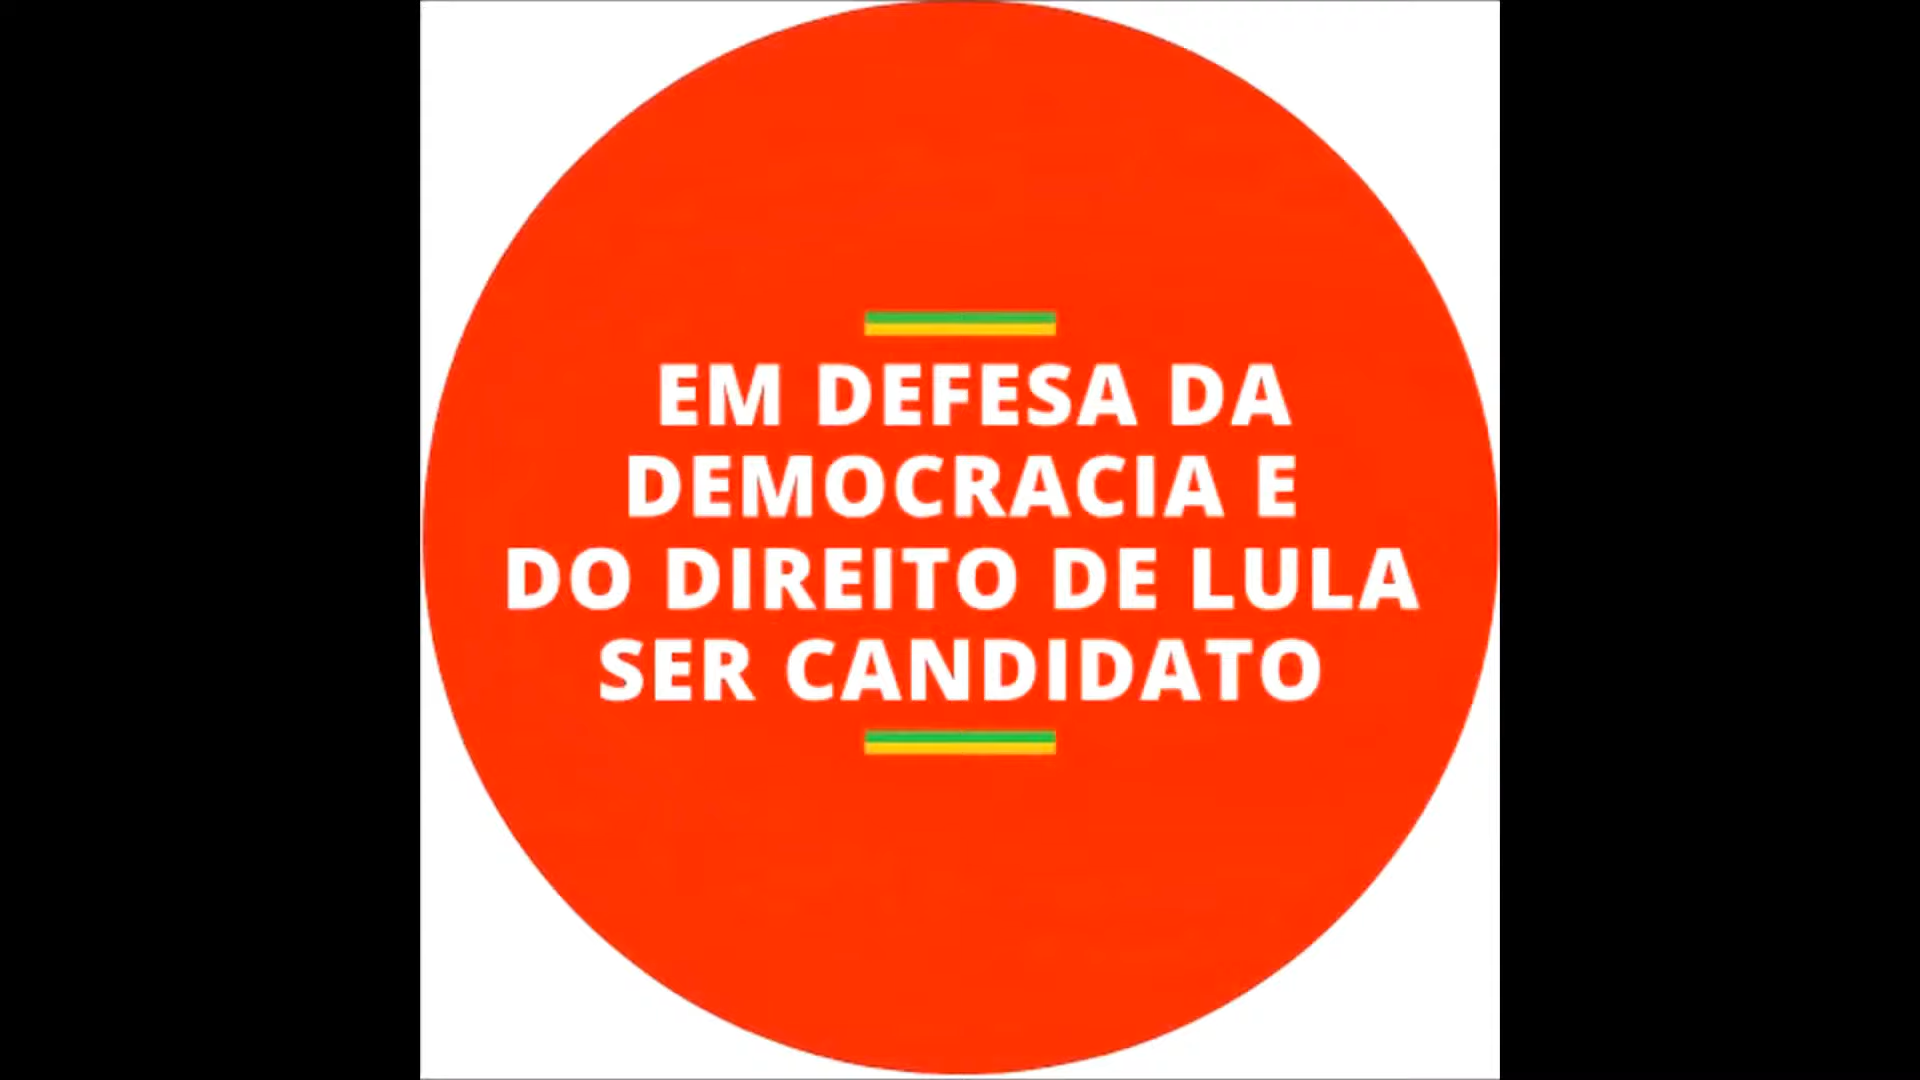 EM DEFESA DA
DEMOCRACIA E
DO DIREITO DE LULA
SER CANDIDATO